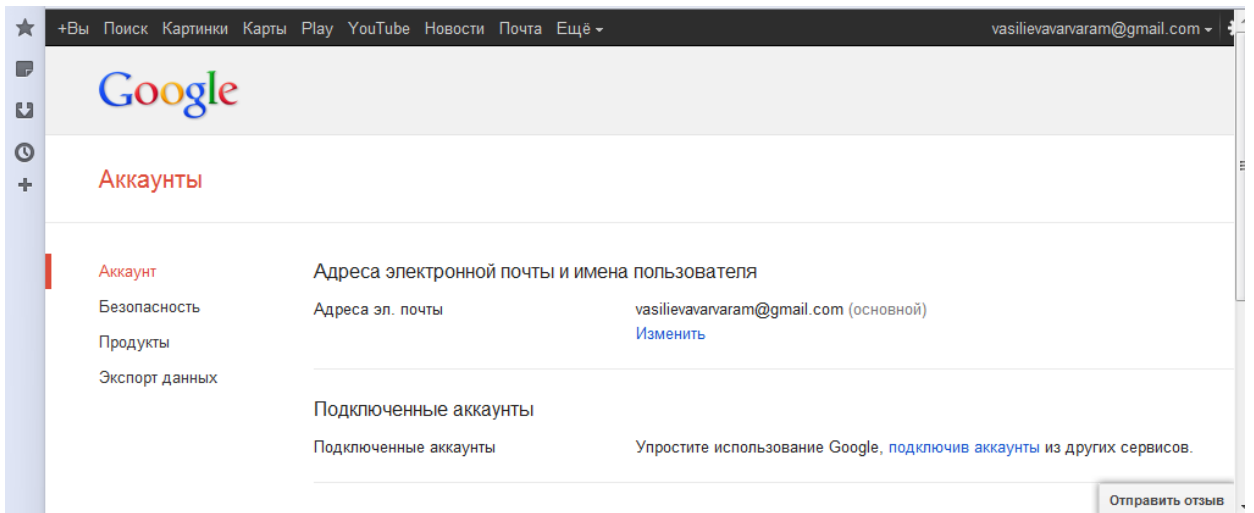 +Вы Поиск Картинки Карты Play YouTube Новости Почта Ещё vasilievavarvaram@gmail.com
Google
Аккаунты
Аккаунт
Безопасность
Продукты
Экспорт данных
Адреса электронной почты и имена пользователя
Адреса эл. почты vasilievavarvaram@gmail.com (основной)
Изменить
Подключенные аккаунты
Подключенные аккаунты Упростите использование Google, подключив аккаунты из других сервисов.
Отправить отзыв